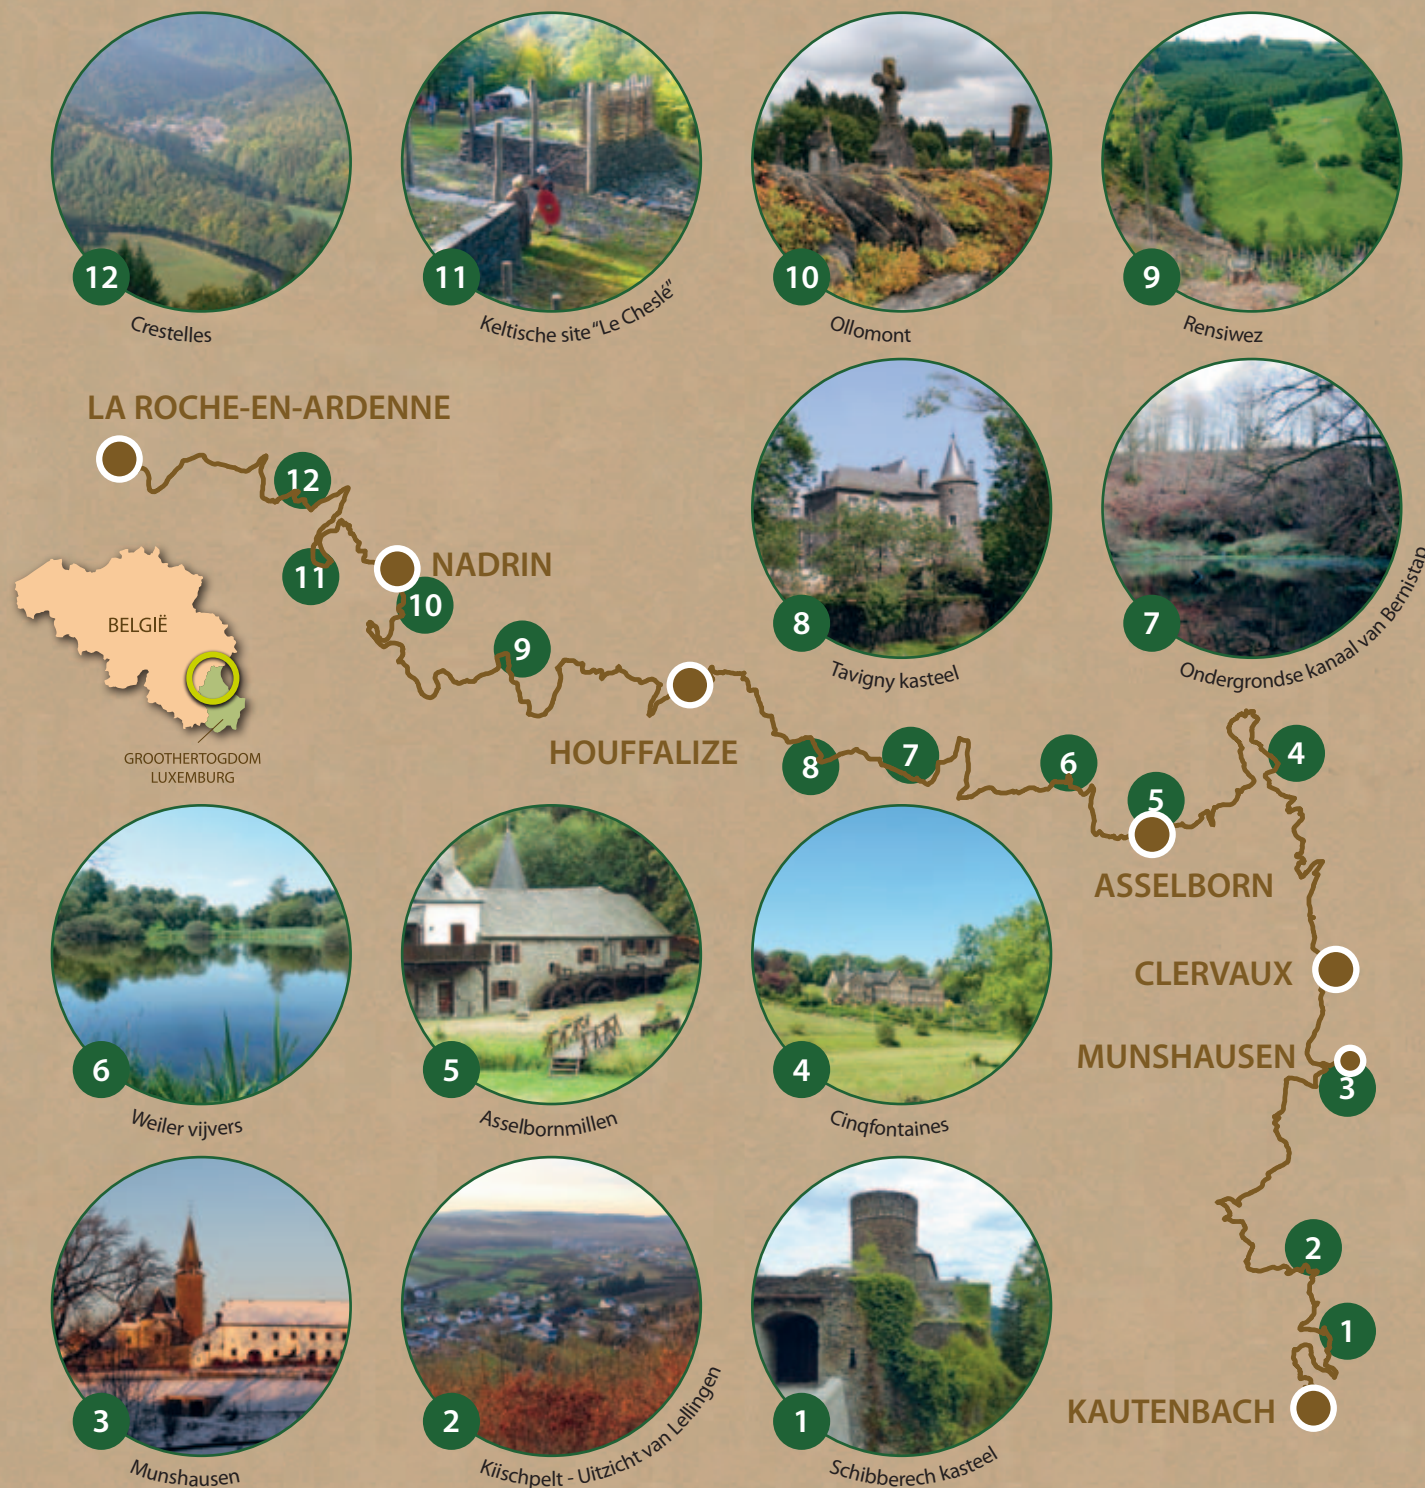 12
Crestelles
11
Keltische site “Le Cheslé”
10
Ollomont
9
Rensiwez
LA ROCHE-EN-ARDENNE
12
11
NADRIN
10
9
BELGIË
GROOTHERTOGDOM
LUXEMBURG
8
Tavigny kasteel
7
Ondergrondse kanaal van Bernistap
HOUFFALIZE
8
7
6
5
4
ASSELBORN
CLERVAUX
MUNSHAUSEN
3
2
1
KAUTENBACH
6
Weiler vijvers
5
Asselbornmillen
4
Cinqfontaines
3
Munshausen
2
Kiischpelt - Uitzicht van Lellingen
1
Schibberech kasteel